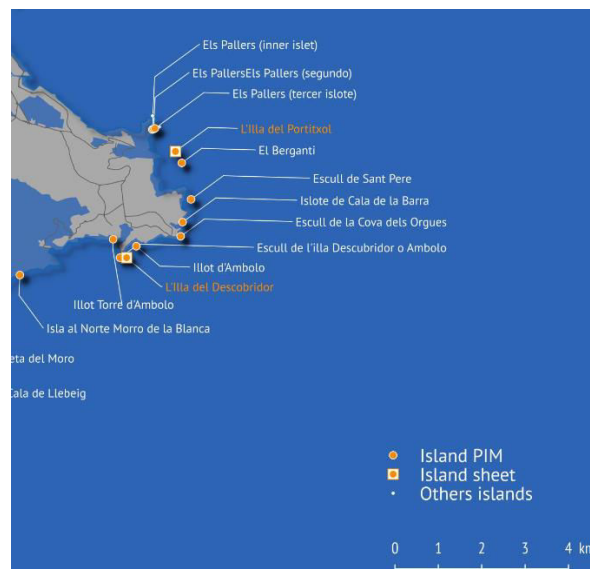 Els Pallers (inner islet)
Els PallersEls Pallers (segundo)
Els Pallers (tercer islote)
L'Illa del Portitxol
El Berganti
Escull de Sant Pere
Islote de Cala de la Barra
Escull de la Cova dels Orgues
Escull de l'illa Descubridor o Ambolo
Illot d'Ambolo
L'Illa del Descobridor
Illot Torre d'Ambolo
Isla al Norte Morro de la Blanca
eta del Moro
Cala de Llebeig
Island PIM
Island sheet
Others islands
0 1 2 3 4 km